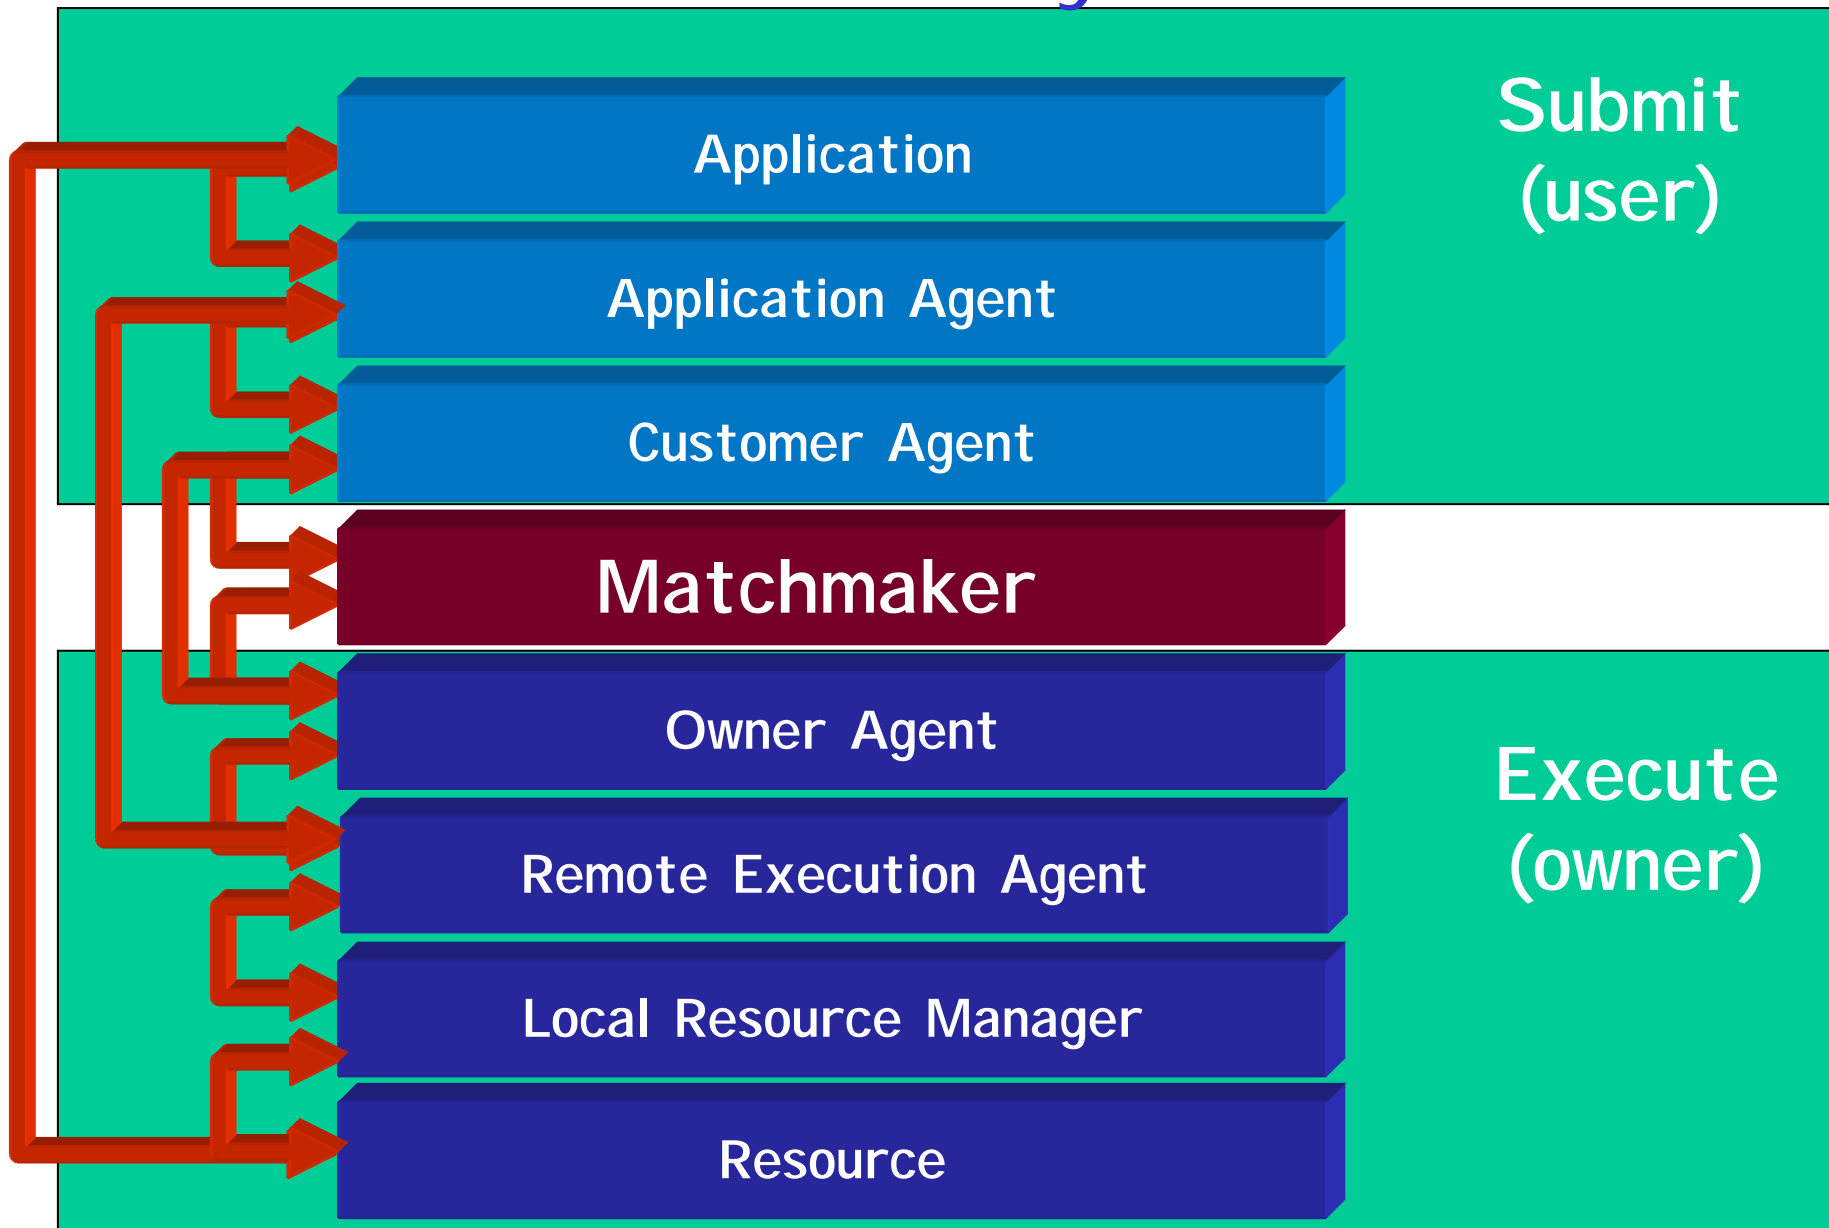 Submit
(user)
Application
Application Agent
Customer Agent
Matchmaker
Owner Agent
Execute
(owner)
Remote Execution Agent
Local Resource Manager
Resource